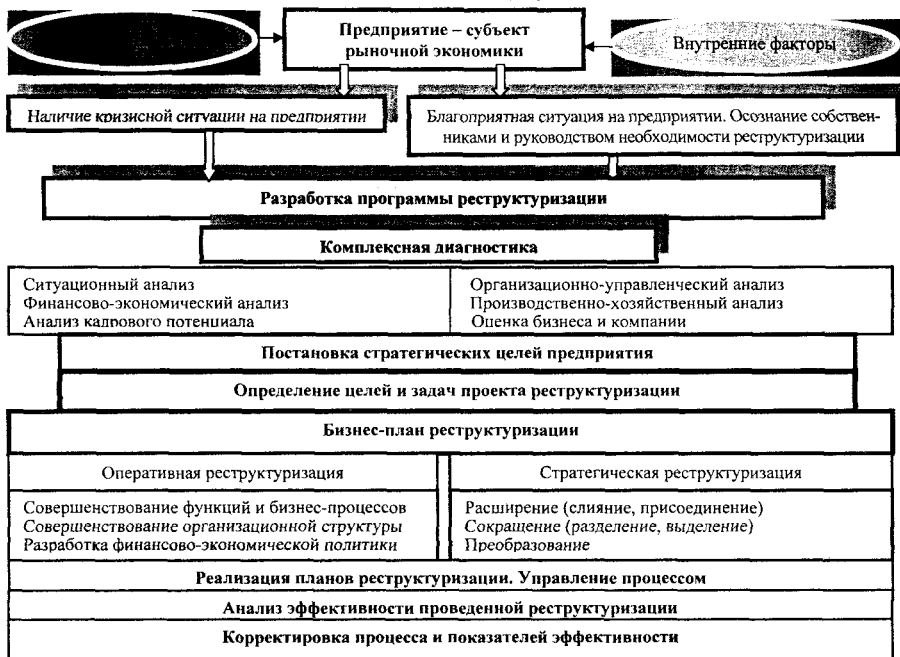 Предприятие – субъект
рыночной экономики
Внутренние факторы
Наличие кризисной ситуации на предприятии
Благоприятная ситуация на предприятии. Осознание собствен-
никами и руководством необходимости реструктуризации
Разработка программы реструктуризации
Комплексная диагностика
Ситуационный анализ
Финансово-экономический анализ
Анализ кадрового потенциала
Организационно-управленческий анализ
Производственно-хозяйственный анализ
Оценка бизнеса и компании
Постановка стратегических целей предприятия
Определение целей и задач проекта реструктуризации
Бизнес-план реструктуризации
Оперативная реструктуризация
Совершенствование функций и бизнес-процессов
Совершенствование организационной структуры
Разработка финансово-экономической политики
Стратегическая реструктуризация
Расширение (слияние, присоединение)
Сокращение (разделение, выделение)
Преобразование
Реализация планов реструктуризации. Управление процессом
Анализ эффективности проведенной реструктуризации
Корректировка процесса и показателей эффективности